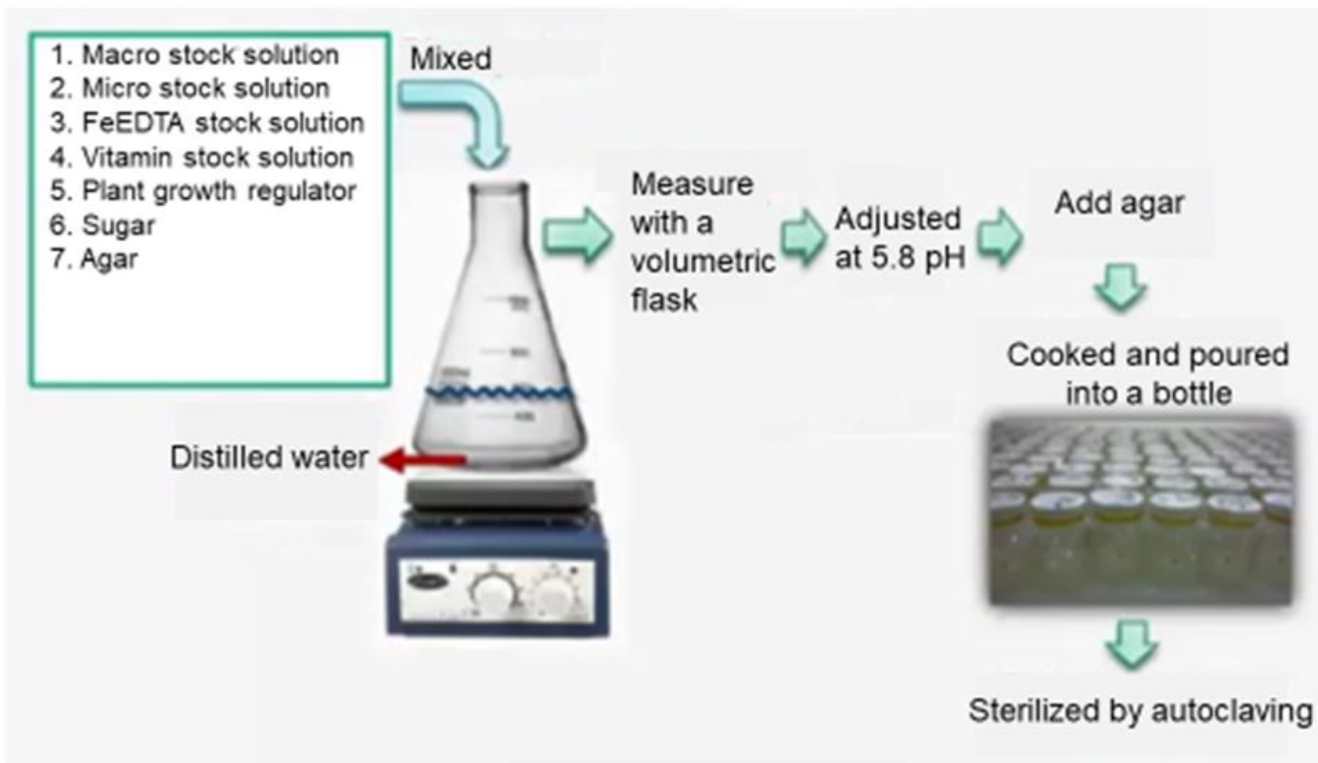 1. Macro stock solution
2. Micro stock solution
3. FeEDTA stock solution
4. Vitamin stock solution
5. Plant growth regulator
6. Sugar
7. Agar
Mixed
Measure
with a
volumetric
flask
Adjusted
at 5.8 pH
Add agar
Cooked and poured
into a bottle
Distilled water
Sterilized by autoclaving